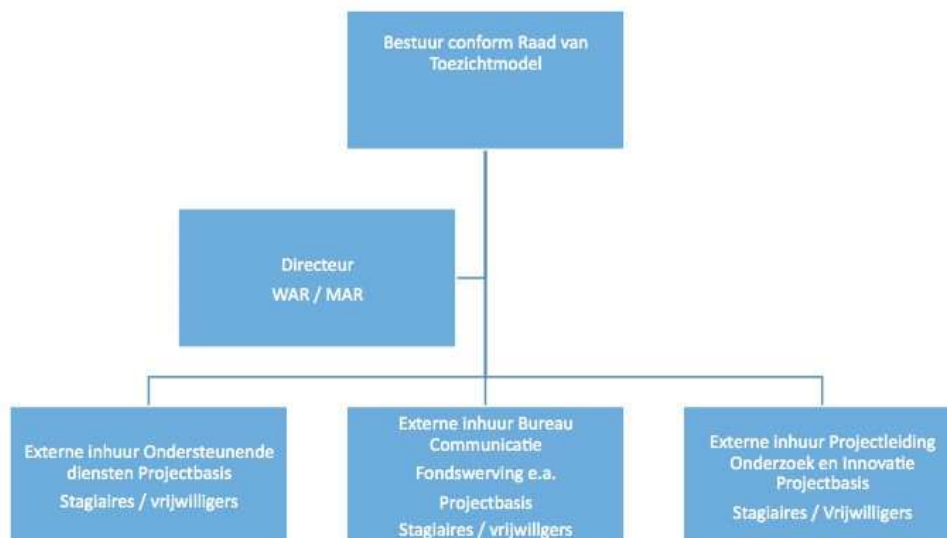 Bestuur conform Raad van
Toezichtmodel
Directeur
WAR / MAR
Externe inhuur Ondersteunende
diensten Projectbasis
Stagiaires / vrijwilligers
Externe inhuur Bureau
Communicatie
Fondswerving e.a.
Projectbasis
Stagiaires / vrijwillgers
Externe inhuur Projectleiding
Onderzoek en Innovatie
Projectbasis
Stagiaires / Vrijwilligers